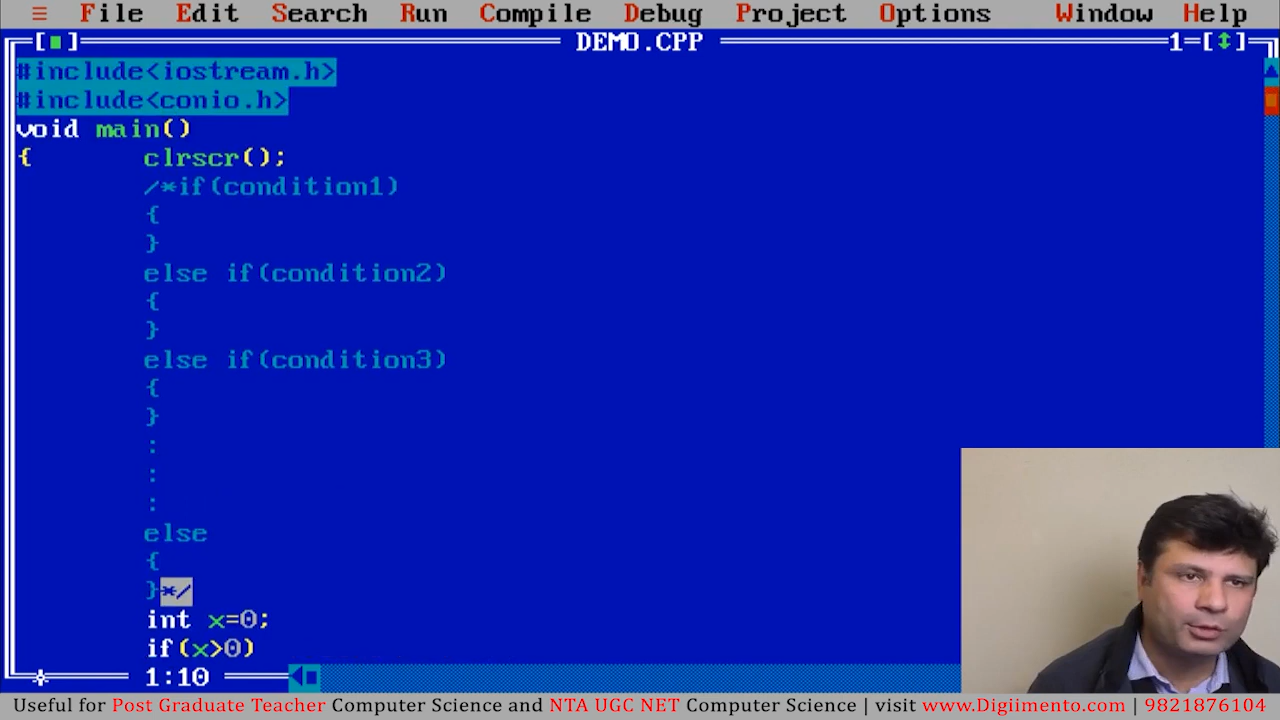 ≡ File Edit Search Run Compile Debug Project Options Window Help
[■] DEMO.CPP 1=[↕]
#include<iostream.h>
#include<conio.h>
void main()
{ clrscr();
/*if(condition1)
{
}
else if(condition2)
{
}
else if(condition3)
{
}
:
:
:
else
{
}*/
int x=0;
if(x>0)
1:10
Useful for Post Graduate Teacher Computer Science and NTA UGC NET Computer Science | visit www.Digiimento.com | 9821876104